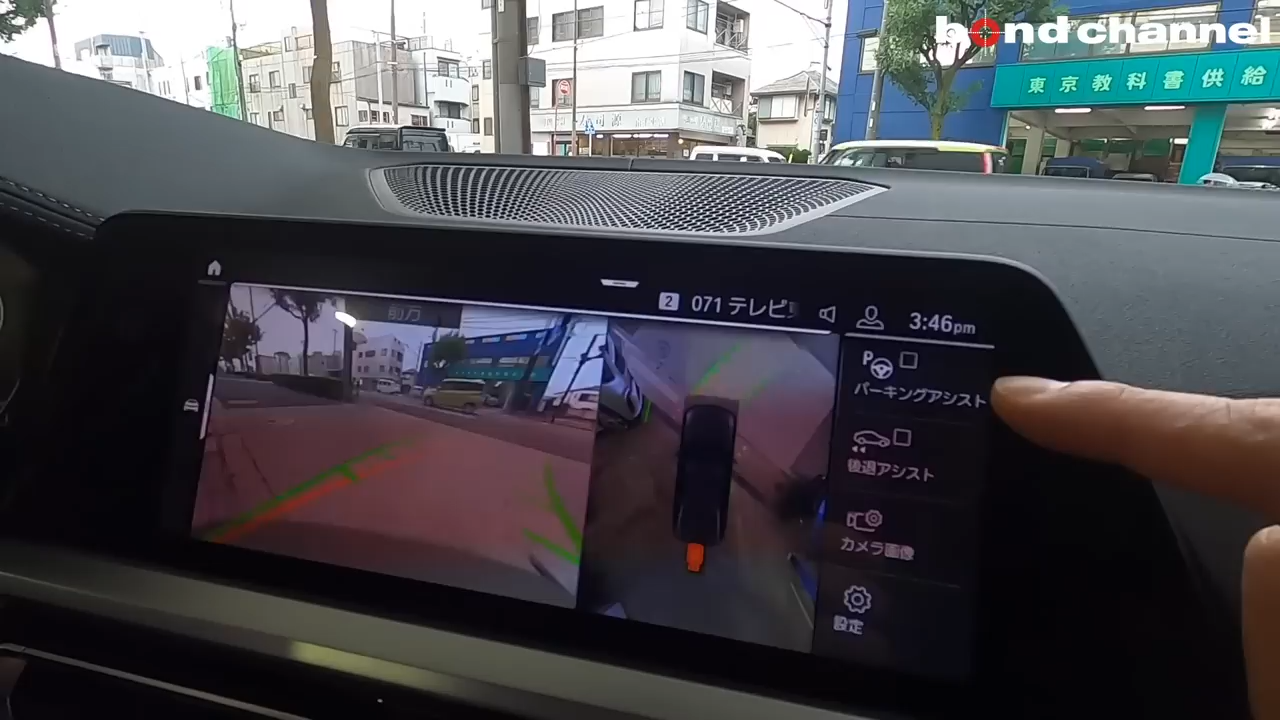 bond channel
東京教科書供給
前方
2 071 テレビ
3:46pm
P
パーキングアシスト
後退アシスト
カメラ画像
設定